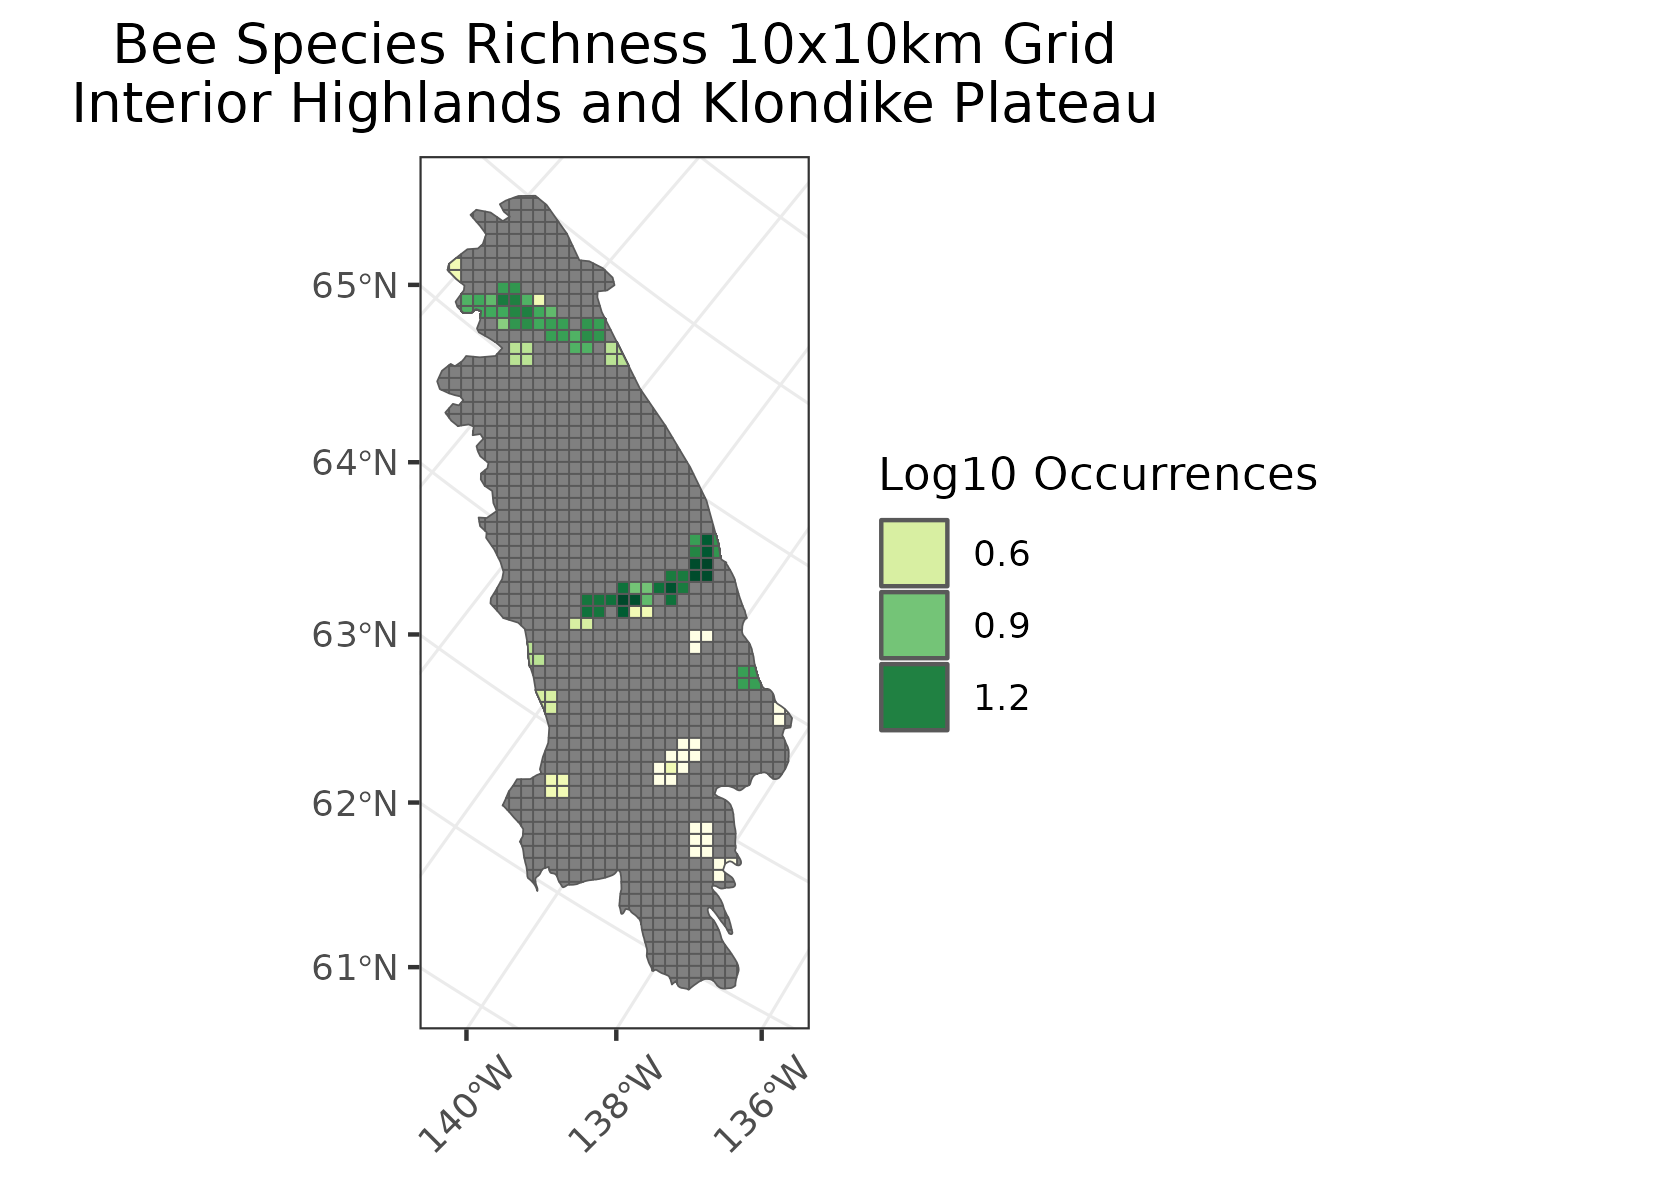 Bee Species Richness 10x10km Grid
Interior Highlands and Klondike Plateau
65°N
64°N
63°N
62°N
61°N
140°W
138°W
136°W
Log10 Occurrences
0.6
0.9
1.2